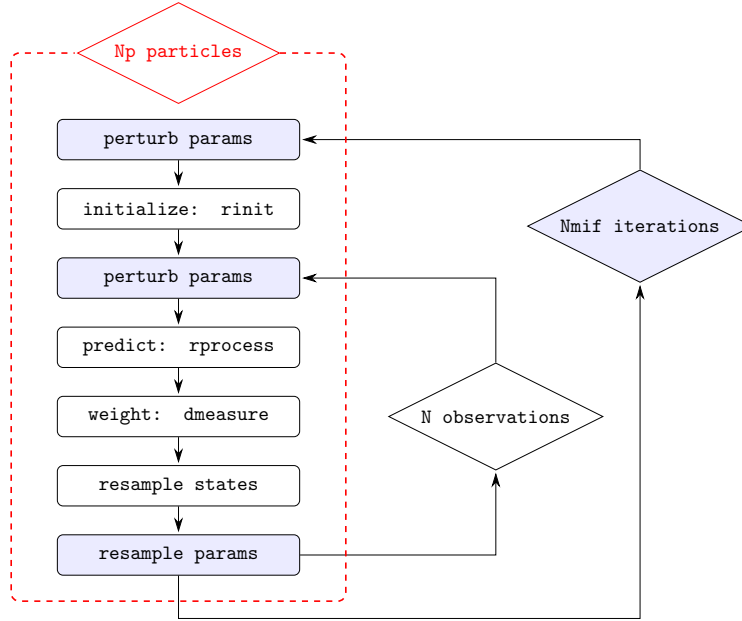 Np particles
perturb params
initialize: rinit
perturb params
predict: rprocess
weight: dmeasure
resample states
resample params
N observations
Nmif iterations